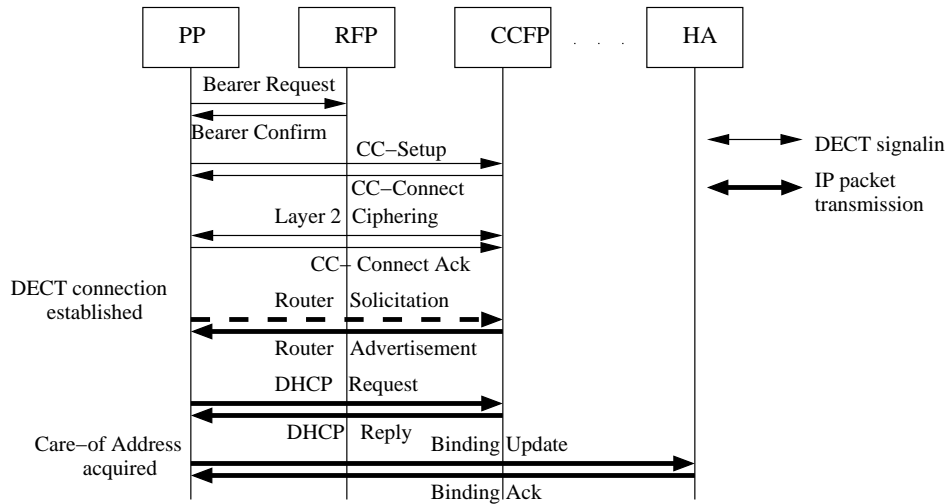 PP RFP CCFP . . . HA
Bearer Request
Bearer Confirm
DECT signalin
CC−Setup
CC−Connect
IP packet
transmission
Layer 2 Ciphering
CC− Connect Ack
DECT connection
established
Router Solicitation
Router Advertisement
DHCP Request
DHCP Reply
Care−of Address
acquired
Binding Update
Binding Ack